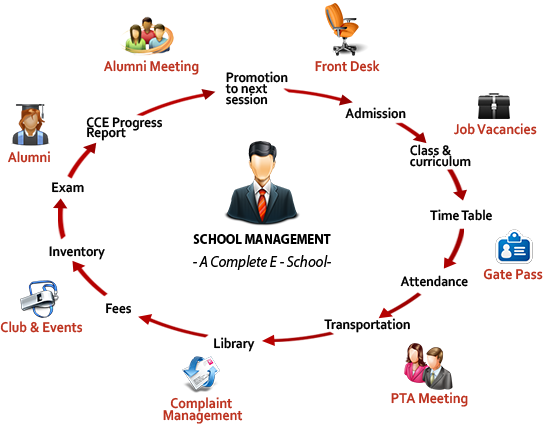 Alumni Meeting
Front Desk
Promotion
to next
session
Admission
Job Vacancies
CCE Progress
Report
Alumni
Class &
curriculum
Exam
Time Table
SCHOOL MANAGEMENT
- A Complete E - School-
Inventory
Gate Pass
Attendance
Fees
Club & Events
Transportation
Library
PTA Meeting
Complaint
Management